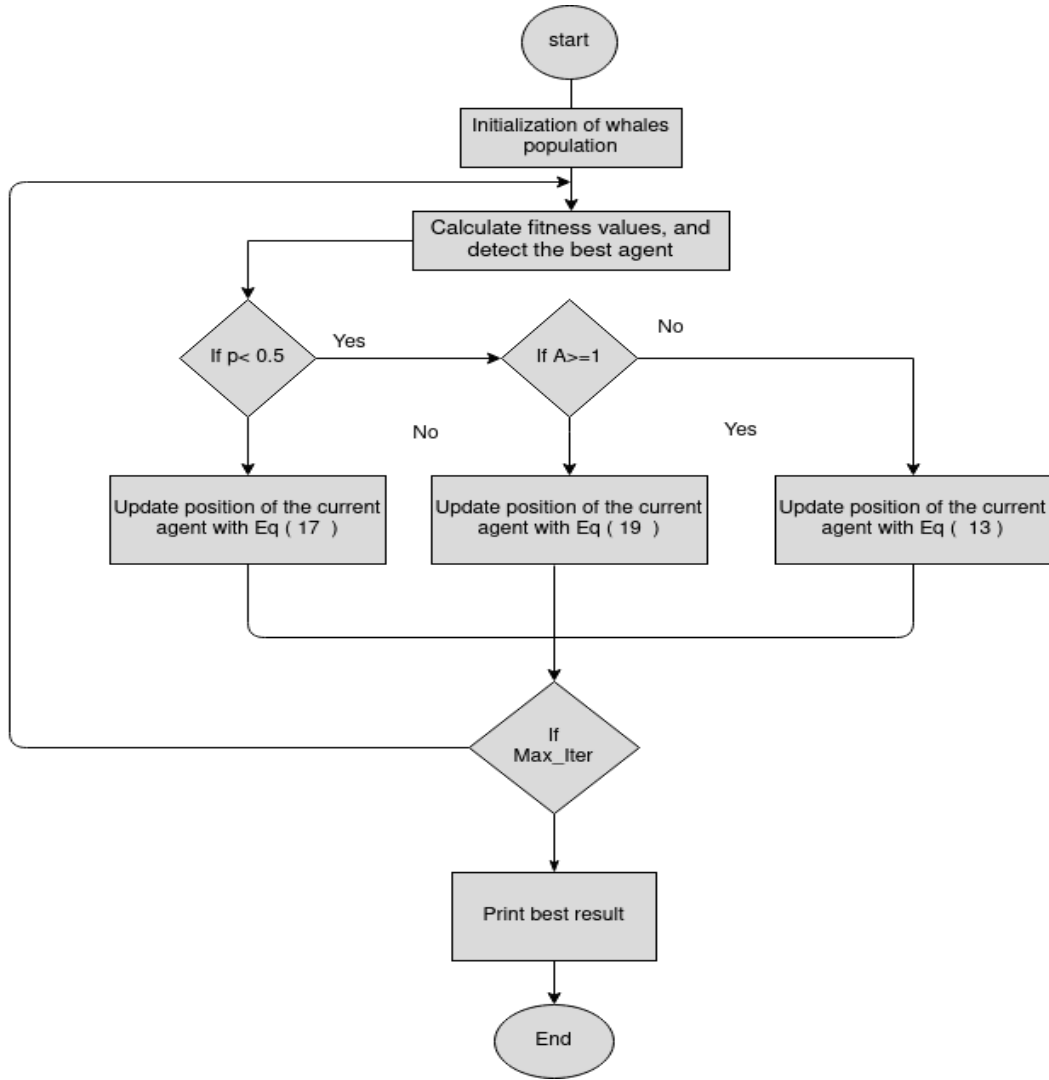 start
Initialization of whales
population
Calculate fitness values, and
detect the best agent
If p< 0.5
Yes
If A>=1
No
No
Yes
Update position of the current
agent with Eq ( 17  )
Update position of the current
agent with Eq ( 19  )
Update position of the current
agent with Eq (  13 )
If
Max_Iter
Print best result
End